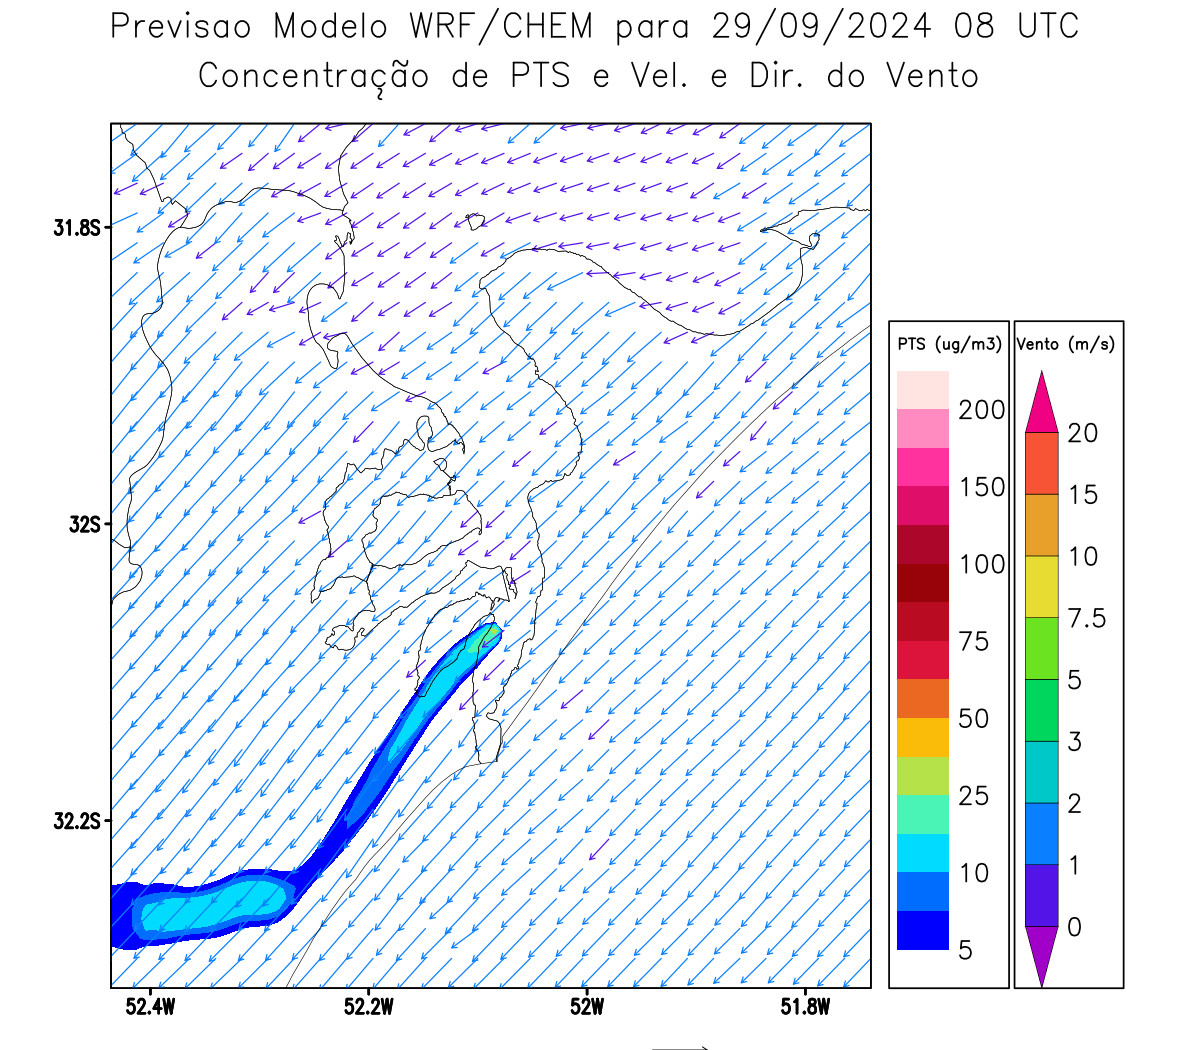 Previsao Modelo WRF/CHEM para 29/09/2024 08 UTC
Concentração de PTS e Vel. e Dir. do Vento
31.8S
32S
32.2S
52.4W
52.2W
52W
51.8W
PTS (ug/m3)
200
150
100
75
50
25
10
5
Vento (m/s)
20
15
10
7.5
5
3
2
1
0